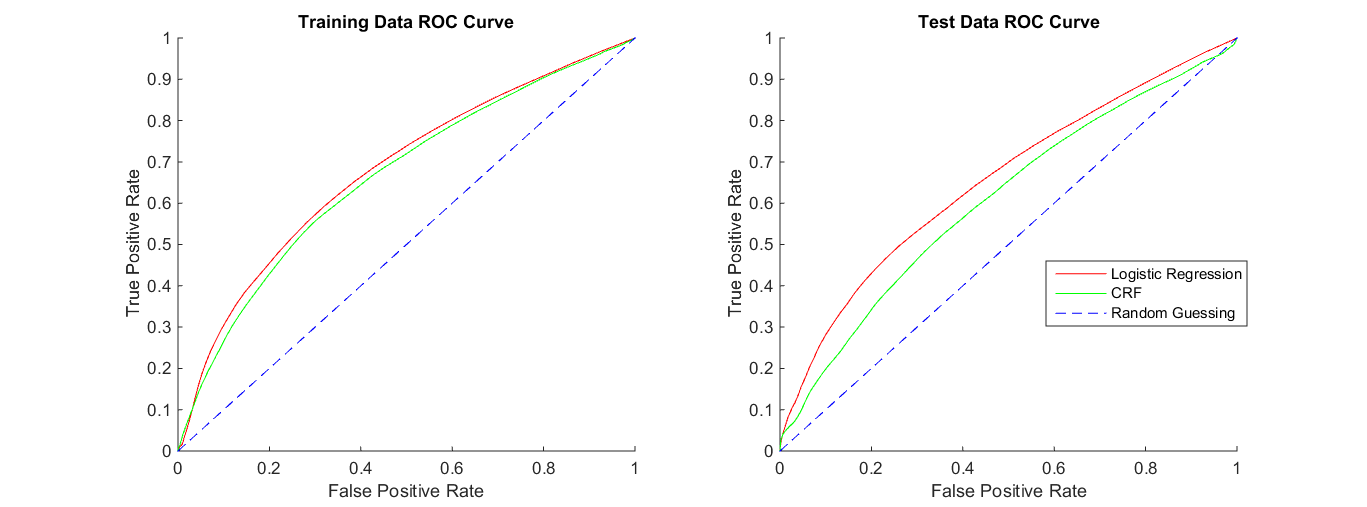 Training Data ROC Curve
1
0.9
0.8
0.7
0.6
0.5
0.4
0.3
0.2
0.1
0
True Positive Rate
0 0.2 0.4 0.6 0.8 1
False Positive Rate
Test Data ROC Curve
1
0.9
0.8
0.7
0.6
0.5
0.4
0.3
0.2
0.1
0
True Positive Rate
Logistic Regression
CRF
Random Guessing
0 0.2 0.4 0.6 0.8 1
False Positive Rate